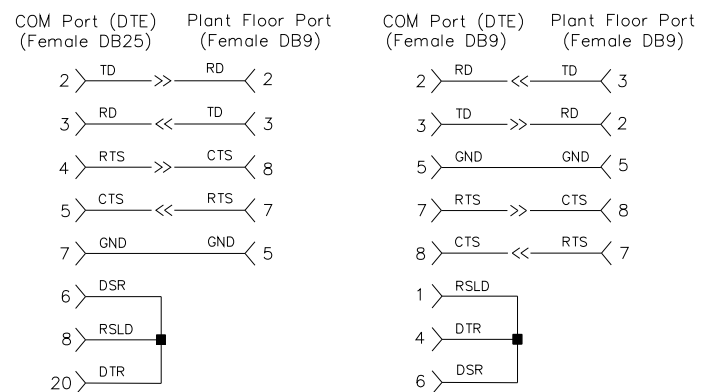 COM Port (DTE) Plant Floor Port
(Female DB25) (Female DB9)
2 TD >> RD 2
3 RD << TD 3
4 RTS >> CTS 8
5 CTS << RTS 7
7 GND GND 5
6 DSR
8 RSLD
20 DTR
COM Port (DTE) Plant Floor Port
(Female DB9) (Female DB9)
2 RD << TD 3
3 TD >> RD 2
5 GND GND 5
7 RTS >> CTS 8
8 CTS << RTS 7
1 RSLD
4 DTR
6 DSR